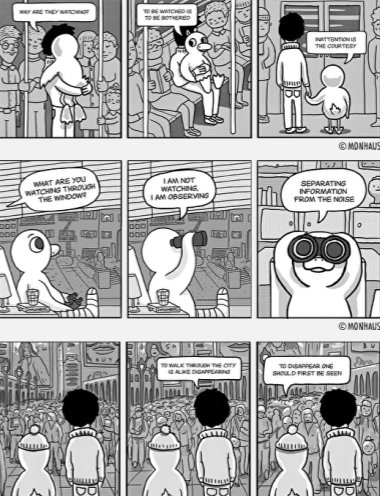 WHY ARE THEY WATCHING?
TO BE WATCHED IS
TO BE BOTHERED
INATTENTION IS
THE COURTESY
© MONHAUS
WHAT ARE YOU
WATCHING THROUGH
THE WINDOW?
I AM NOT
WATCHING,
I AM OBSERVING
SEPARATING
INFORMATION
FROM THE NOISE
© MONHAUS
TO WALK THROUGH THE CITY
IS ALIKE DISAPPEARING
TO DISAPPEAR ONE
SHOULD FIRST BE SEEN